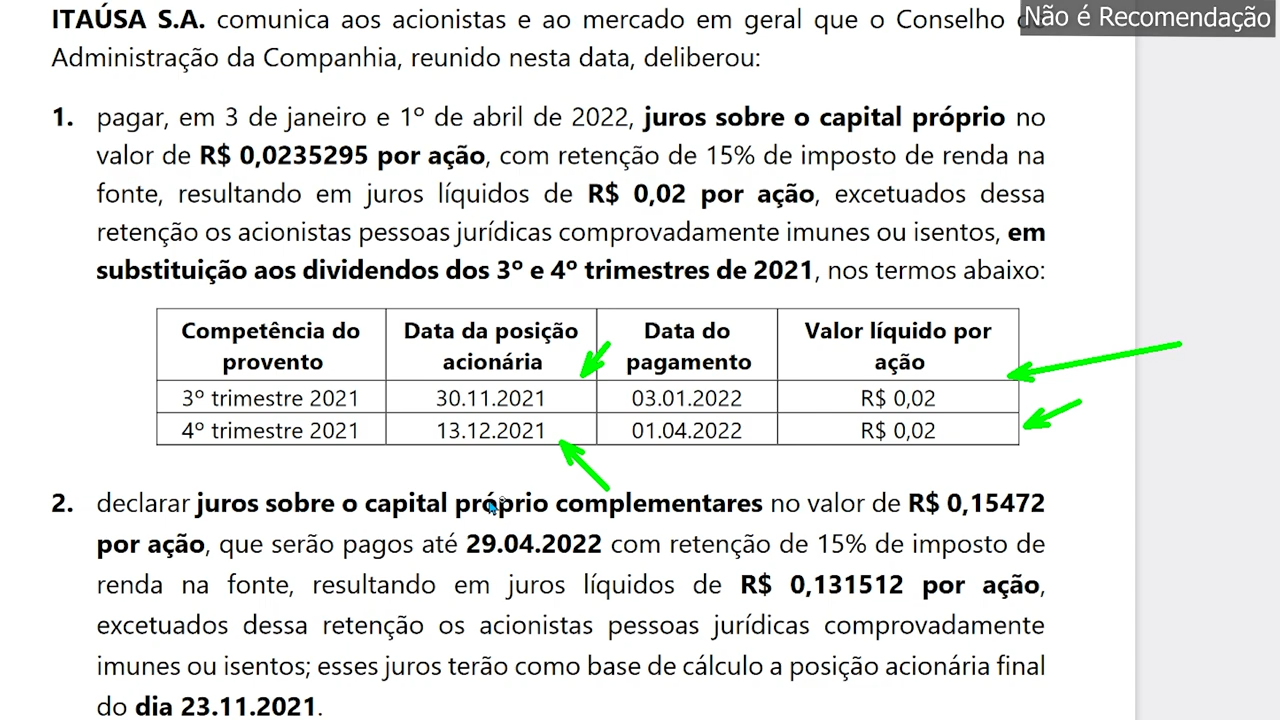 ITAÚSA S.A. comunica aos acionistas e ao mercado em geral que o Conselho
Não é Recomendação
Administração da Companhia, reunido nesta data, deliberou:
1. pagar, em 3 de janeiro e 1º de abril de 2022, juros sobre o capital próprio no
valor de R$ 0,0235295 por ação, com retenção de 15% de imposto de renda na
fonte, resultando em juros líquidos de R$ 0,02 por ação, excetuados dessa
retenção os acionistas pessoas jurídicas comprovadamente imunes ou isentos, em
substituição aos dividendos dos 3º e 4º trimestres de 2021, nos termos abaixo:
Competência do provento Data da posição acionária Data do pagamento Valor líquido por ação
3º trimestre 2021 30.11.2021 03.01.2022 R$ 0,02
4º trimestre 2021 13.12.2021 01.04.2022 R$ 0,02
2. declarar juros sobre o capital próprio complementares no valor de R$ 0,15472
por ação, que serão pagos até 29.04.2022 com retenção de 15% de imposto de
renda na fonte, resultando em juros líquidos de R$ 0,131512 por ação,
excetuados dessa retenção os acionistas pessoas jurídicas comprovadamente
imunes ou isentos; esses juros terão como base de cálculo a posição acionária final
do dia 23.11.2021.